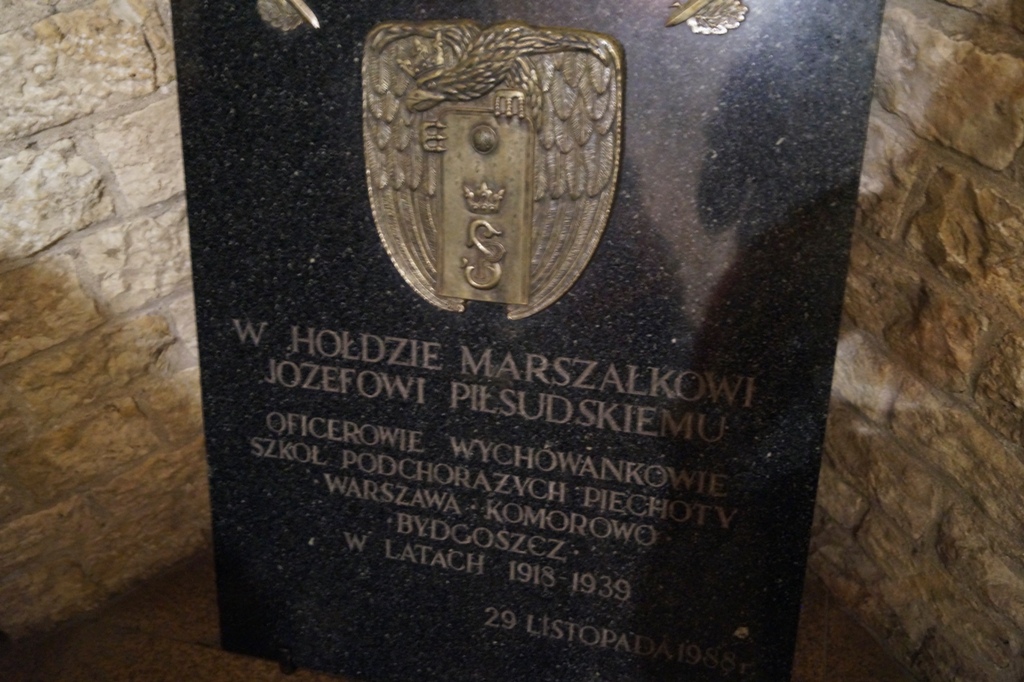 W HOŁDZIE MARSZAŁKOWI
JÓZEFOWI PIŁSUDSKIEMU
OFICEROWIE WYCHOWANKOWIE
SZKÓŁ PODCHORĄŻYCH PIECHOTY
WARSZAWA · KOMOROWO
BYDGOSZCZ
W LATACH 1918-1939
29 LISTOPADA 1988 r